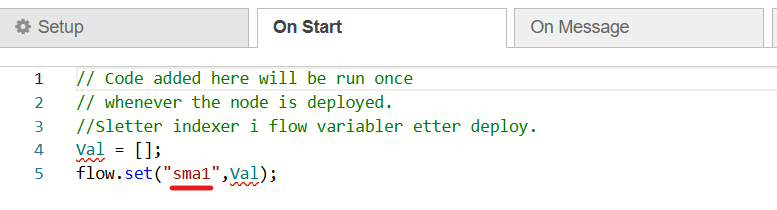 Setup
On Start
On Message
1 // Code added here will be run once
2 // whenever the node is deployed.
3 //Sletter indexer i flow variabler etter deploy.
4 Val = [];
5 flow.set("sma1",Val);